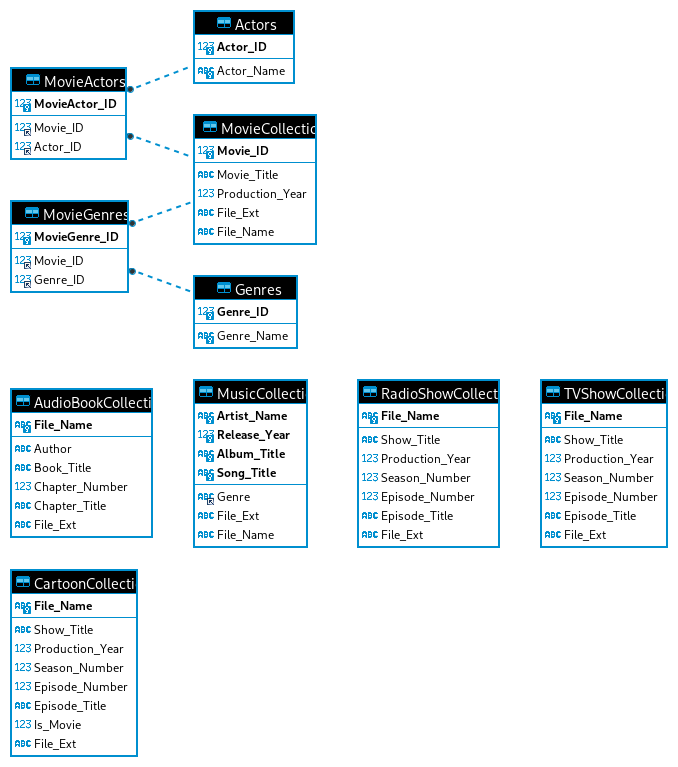 Actors
123 Actor_ID
ABC Actor_Name
MovieActors
123 MovieActor_ID
123 Movie_ID
123 Actor_ID
MovieCollectic
123 Movie_ID
ABC Movie_Title
123 Production_Year
ABC File_Ext
ABC File_Name
MovieGenres
123 MovieGenre_ID
123 Movie_ID
123 Genre_ID
Genres
123 Genre_ID
ABC Genre_Name
AudioBookCollecti
ABC File_Name
ABC Author
ABC Book_Title
123 Chapter_Number
ABC Chapter_Title
ABC File_Ext
MusicCollecti
ABC Artist_Name
123 Release_Year
ABC Album_Title
ABC Song_Title
ABC Genre
ABC File_Ext
ABC File_Name
RadioShowCollect
ABC File_Name
ABC Show_Title
123 Production_Year
123 Season_Number
123 Episode_Number
ABC Episode_Title
ABC File_Ext
TVShowCollecti
ABC File_Name
ABC Show_Title
123 Production_Year
123 Season_Number
123 Episode_Number
ABC Episode_Title
ABC File_Ext
CartoonCollecti
ABC File_Name
ABC Show_Title
123 Production_Year
123 Season_Number
123 Episode_Number
ABC Episode_Title
123 Is_Movie
ABC File_Ext